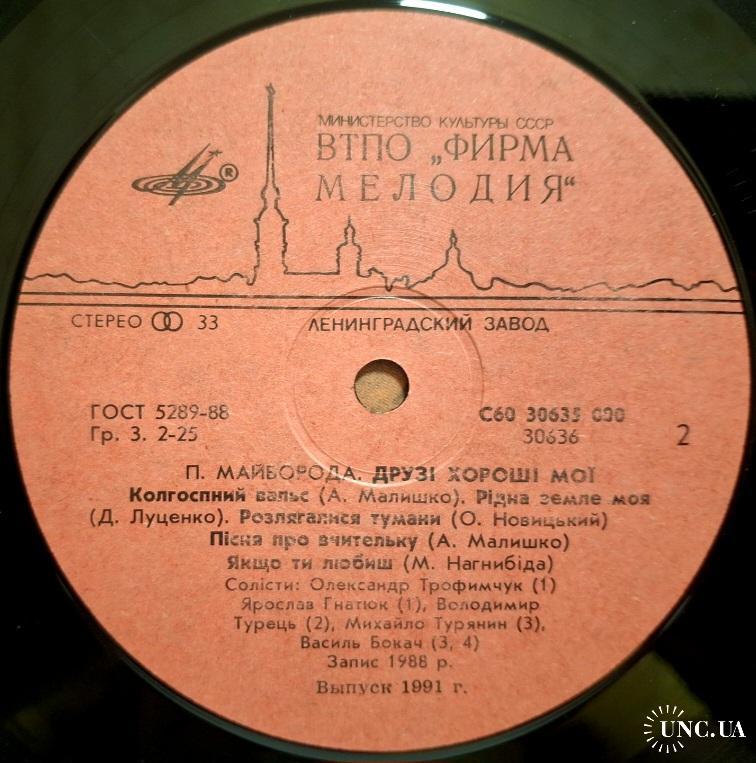 МИНИСТЕРСТВО КУЛЬТУРЫ СССР
ВТПО „ФИРМА
МЕЛОДИЯ“
®
СТЕРЕО 33
ЛЕНИНГРАДСКИЙ ЗАВОД
ГОСТ 5289-88
Гр. 3. 2-25
С60 30635 000
30636
2
П. МАЙБОРОДА. ДРУЗІ ХОРОШІ МОЇ
Колгоспний вальс (А. Малишко). Рідна земле моя
(Д. Луценко). Розлягалися тумани (О. Новицький)
Пісня про вчительку (А. Малишко)
Якщо ти любиш (М. Нагнибіда)
Солісти: Олександр Трофимчук (1)
Ярослав Гнатюк (1), Володимир
Турець (2), Михайло Турянин (3),
Василь Бокач (3, 4)
Запис 1988 р.
Выпуск 1991 г.
UNC.UA